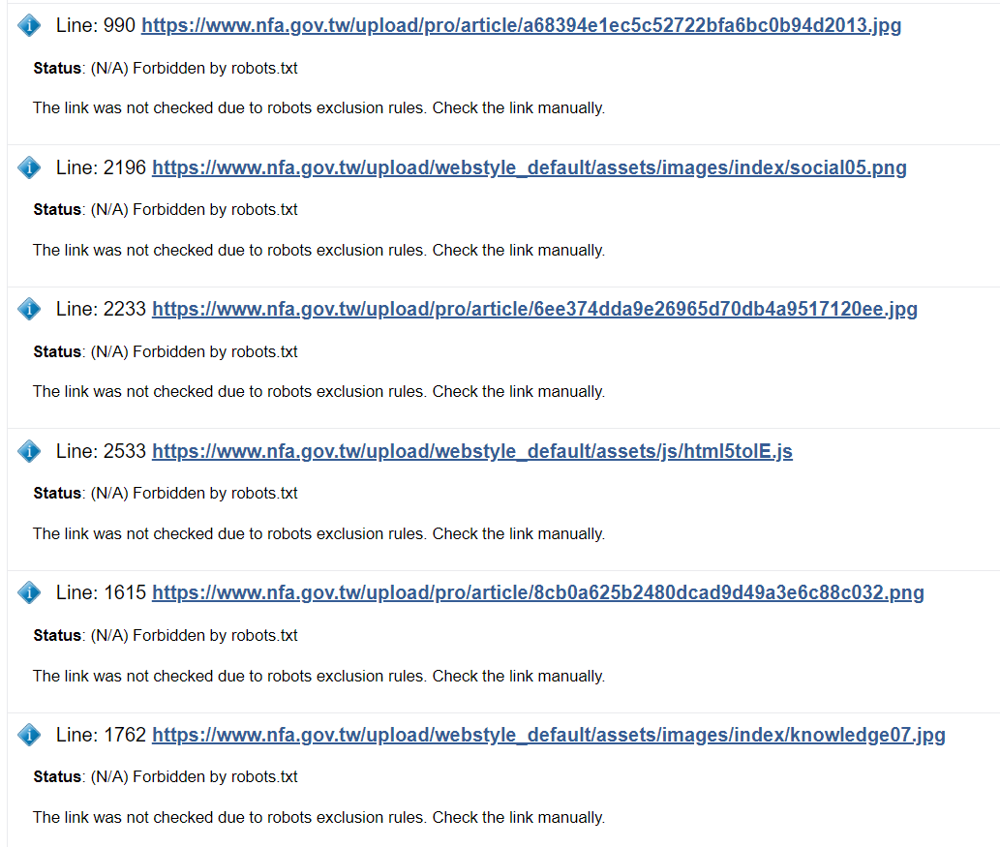 Line: 990 https://www.nfa.gov.tw/upload/pro/article/a68394e1ec5c52722bfa6bc0b94d2013.jpg
Status: (N/A) Forbidden by robots.txt
The link was not checked due to robots exclusion rules. Check the link manually.
Line: 2196 https://www.nfa.gov.tw/upload/webstyle_default/assets/images/index/social05.png
Status: (N/A) Forbidden by robots.txt
The link was not checked due to robots exclusion rules. Check the link manually.
Line: 2233 https://www.nfa.gov.tw/upload/pro/article/6ee374dda9e26965d70db4a9517120ee.jpg
Status: (N/A) Forbidden by robots.txt
The link was not checked due to robots exclusion rules. Check the link manually.
Line: 2533 https://www.nfa.gov.tw/upload/webstyle_default/assets/js/html5toIE.js
Status: (N/A) Forbidden by robots.txt
The link was not checked due to robots exclusion rules. Check the link manually.
Line: 1615 https://www.nfa.gov.tw/upload/pro/article/8cb0a625b2480dcad9d49a3e6c88c032.png
Status: (N/A) Forbidden by robots.txt
The link was not checked due to robots exclusion rules. Check the link manually.
Line: 1762 https://www.nfa.gov.tw/upload/webstyle_default/assets/images/index/knowledge07.jpg
Status: (N/A) Forbidden by robots.txt
The link was not checked due to robots exclusion rules. Check the link manually.